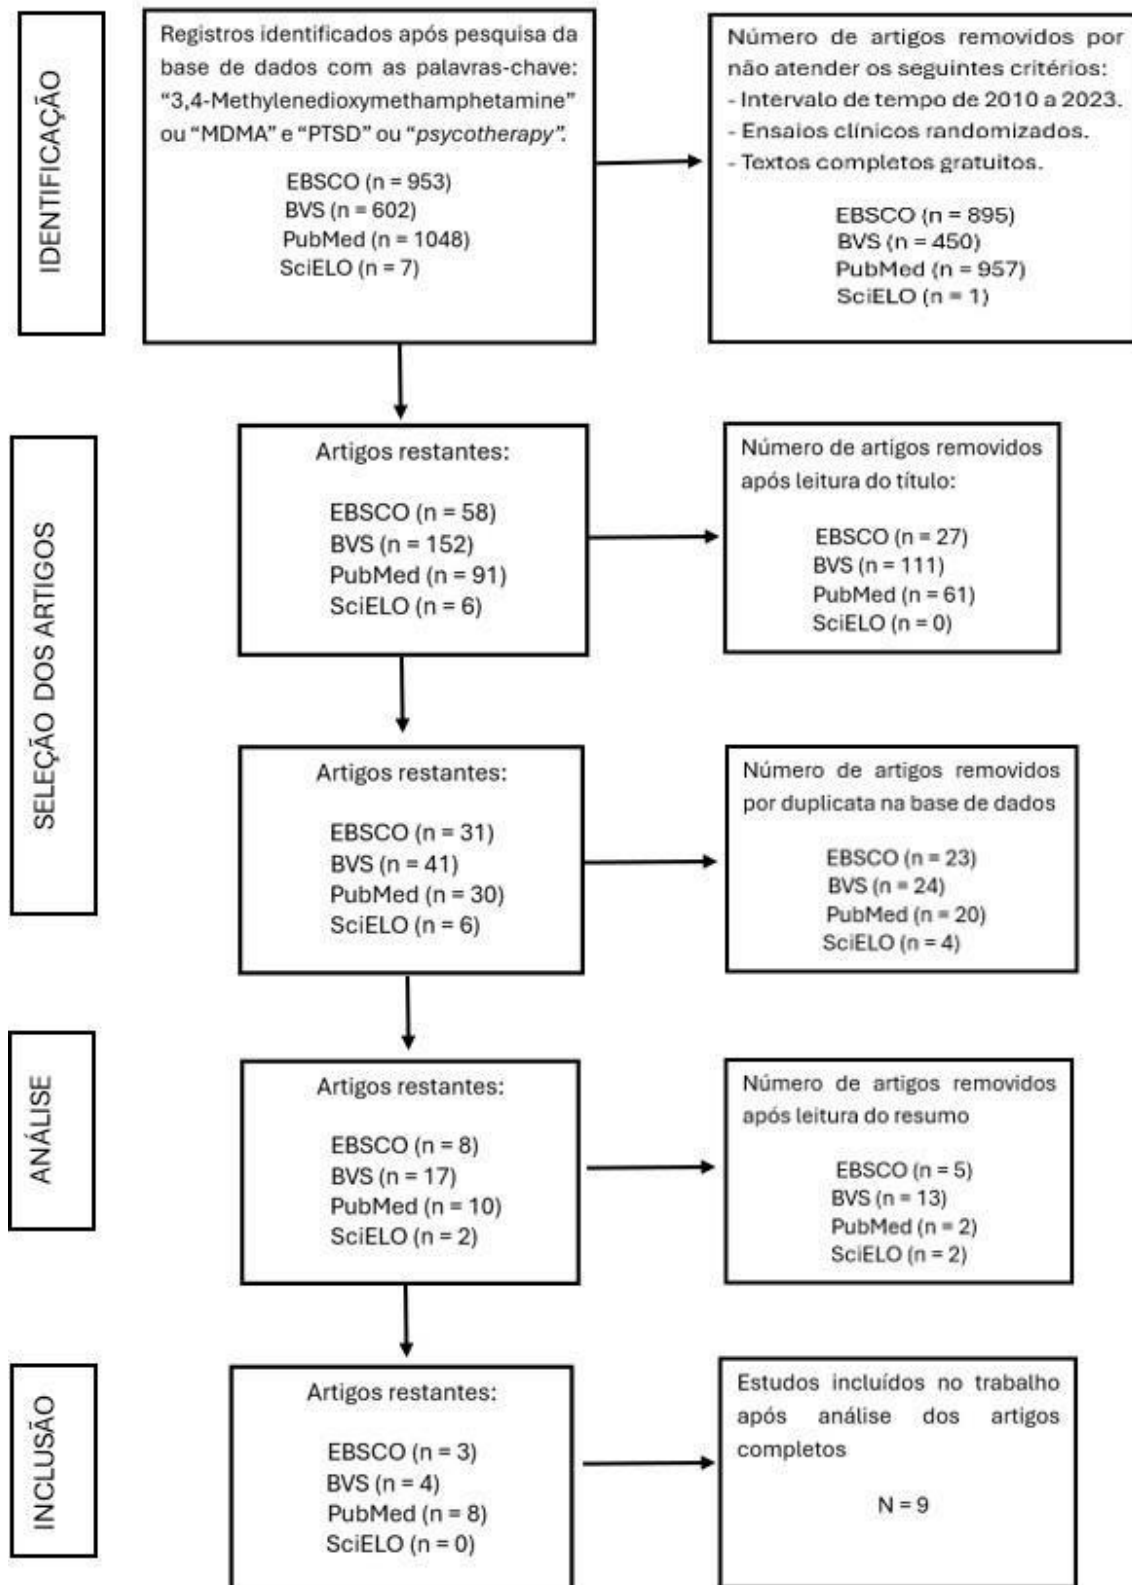 IDENTIFICAÇÃO
Registros identificados após pesquisa da
base de dados com as palavras-chave:
“3,4-Methylenedioxymethamphetamine”
ou “MDMA” e “PTSD” ou “psycotherapy”.
EBSCO (n = 953)
BVS (n = 602)
PubMed (n = 1048)
SciELO (n = 7)
Número de artigos removidos por
não atender os seguintes critérios:
- Intervalo de tempo de 2010 a 2023.
- Ensaios clínicos randomizados.
- Textos completos gratuitos.
EBSCO (n = 895)
BVS (n = 450)
PubMed (n = 957)
SciELO (n = 1)
SELEÇÃO DOS ARTIGOS
Artigos restantes:
EBSCO (n = 58)
BVS (n = 152)
PubMed (n = 91)
SciELO (n = 6)
Número de artigos removidos
após leitura do título:
EBSCO (n = 27)
BVS (n = 111)
PubMed (n = 61)
SciELO (n = 0)
Artigos restantes:
EBSCO (n = 31)
BVS (n = 41)
PubMed (n = 30)
SciELO (n = 6)
Número de artigos removidos
por duplicata na base de dados
EBSCO (n = 23)
BVS (n = 24)
PubMed (n = 20)
SciELO (n = 4)
ANÁLISE
Artigos restantes:
EBSCO (n = 8)
BVS (n = 17)
PubMed (n = 10)
SciELO (n = 2)
Número de artigos removidos
após leitura do resumo
EBSCO (n = 5)
BVS (n = 13)
PubMed (n = 2)
SciELO (n = 2)
INCLUSÃO
Artigos restantes:
EBSCO (n = 3)
BVS (n = 4)
PubMed (n = 8)
SciELO (n = 0)
Estudos incluídos no trabalho
após análise dos artigos
completos
N = 9